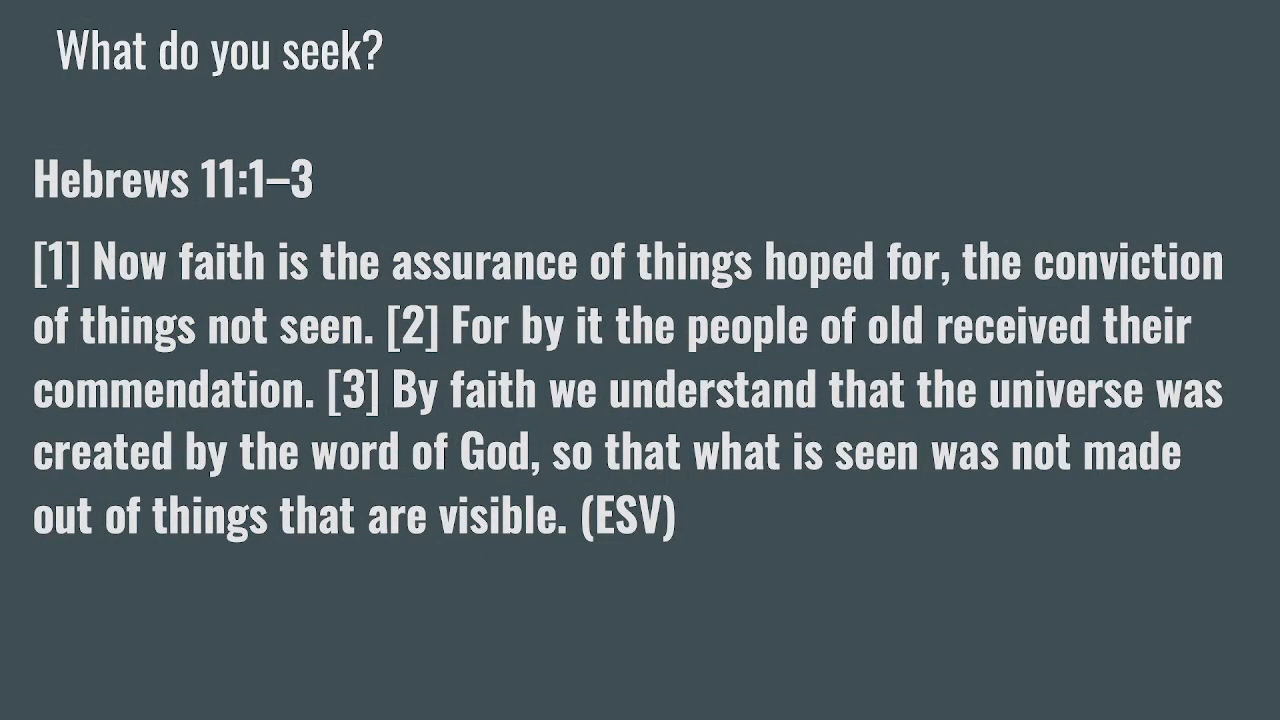 What do you seek?
Hebrews 11:1–3
[1] Now faith is the assurance of things hoped for, the conviction
of things not seen. [2] For by it the people of old received their
commendation. [3] By faith we understand that the universe was
created by the word of God, so that what is seen was not made
out of things that are visible. (ESV)